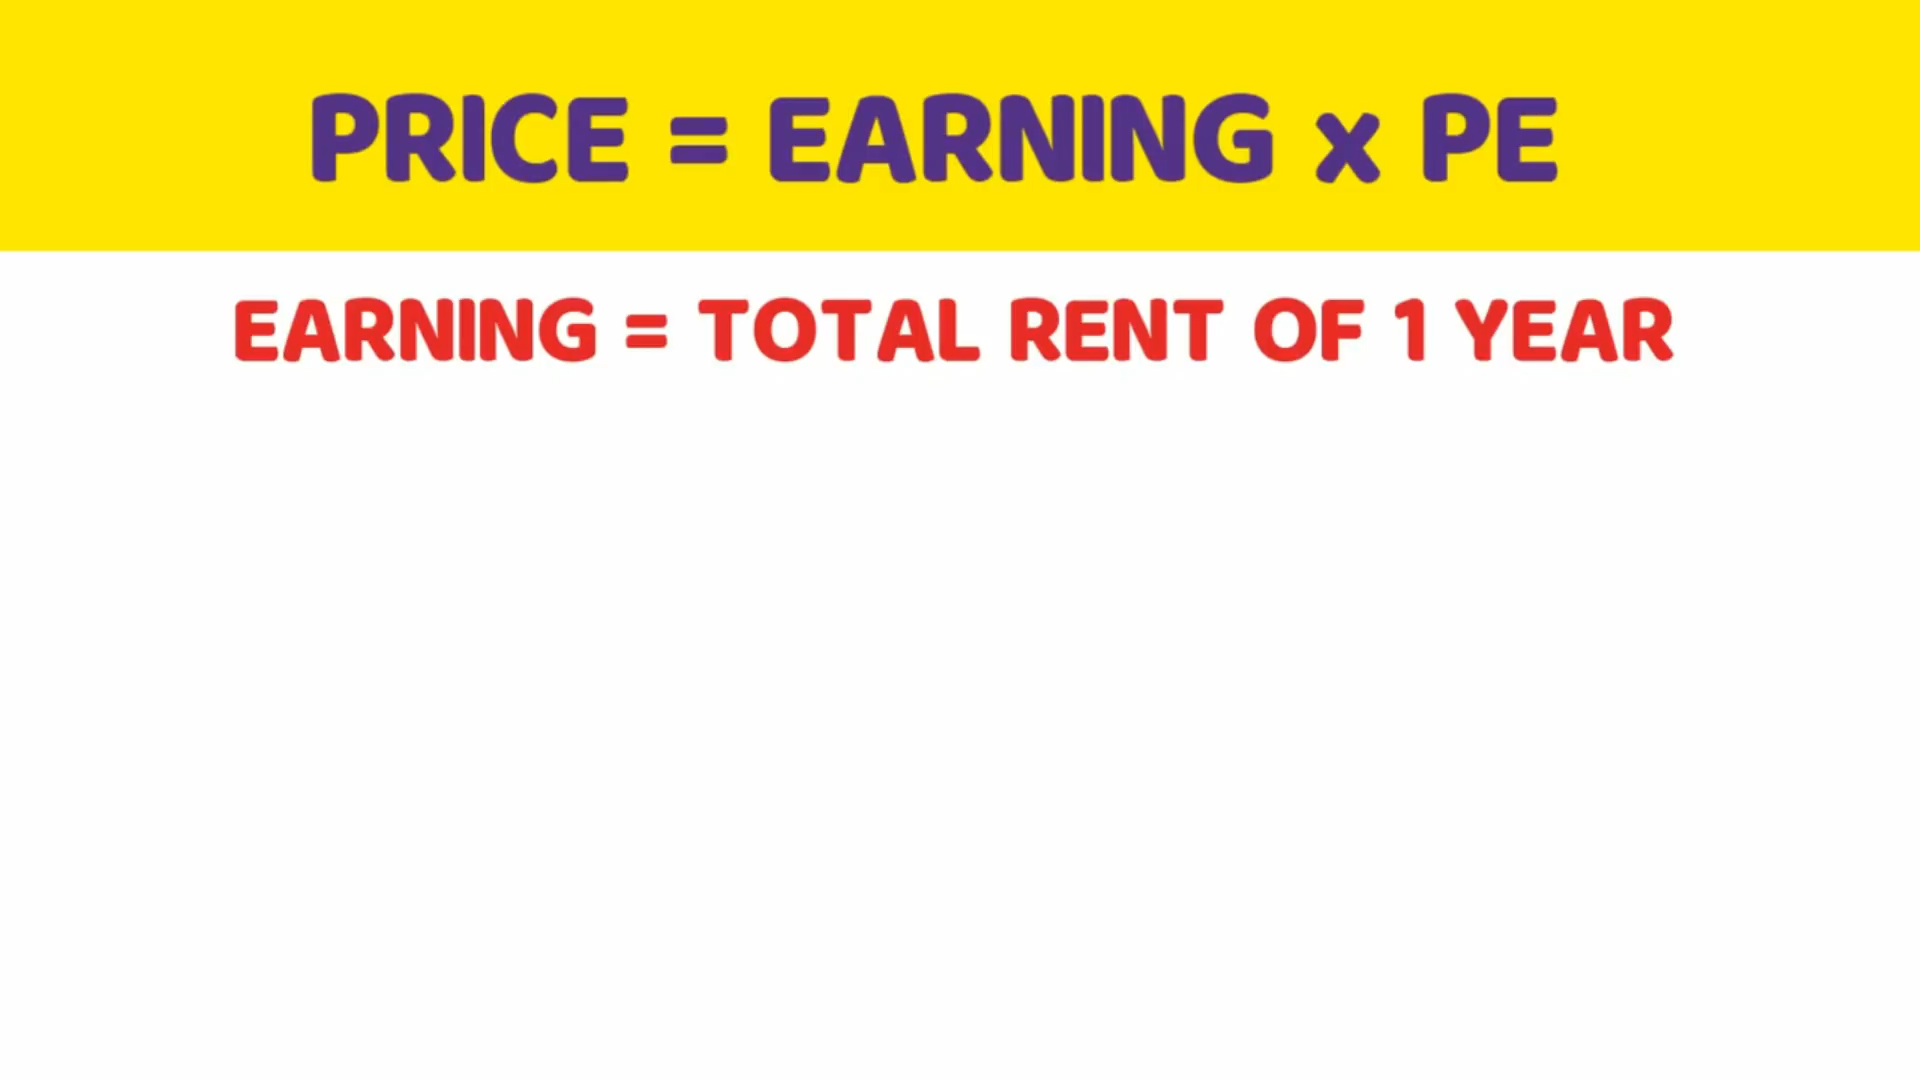 PRICE = EARNING x PE
EARNING = TOTAL RENT OF 1 YEAR